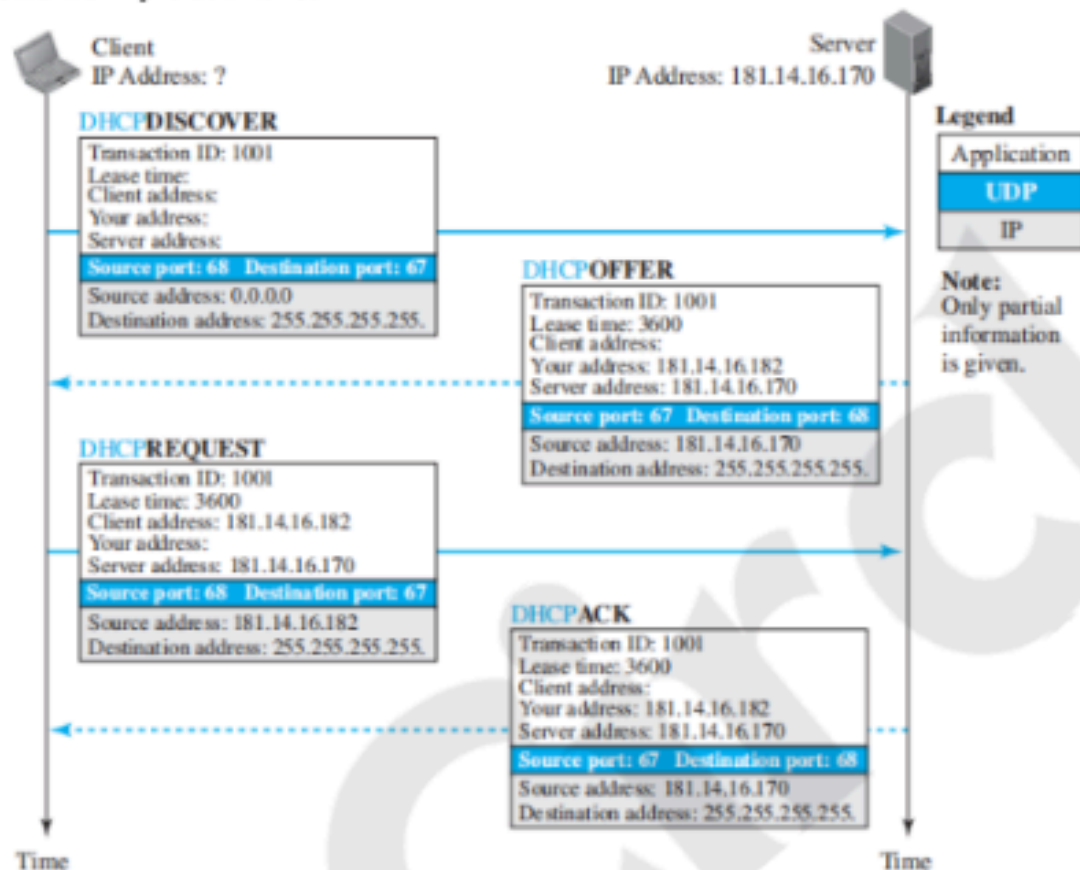 Client
IP Address: ?
Server
IP Address: 181.14.16.170
DHCPDISCOVER
Transaction ID: 1001
Lease time:
Client address:
Your address:
Server address:
Source port: 68 Destination port: 67
Source address: 0.0.0.0
Destination address: 255.255.255.255.
Legend
Application
UDP
IP
Note:
Only partial
information
is given.
DHCPOFFER
Transaction ID: 1001
Lease time: 3600
Client address:
Your address: 181.14.16.182
Server address: 181.14.16.170
Source port: 67 Destination port: 68
Source address: 181.14.16.170
Destination address: 255.255.255.255.
DHCPREQUEST
Transaction ID: 1001
Lease time: 3600
Client address: 181.14.16.182
Your address:
Server address: 181.14.16.170
Source port: 68 Destination port: 67
Source address: 181.14.16.182
Destination address: 255.255.255.255.
DHCPACK
Transaction ID: 1001
Lease time: 3600
Client address:
Your address: 181.14.16.182
Server address: 181.14.16.170
Source port: 67 Destination port: 68
Source address: 181.14.16.170
Destination address: 255.255.255.255.
Time
Time